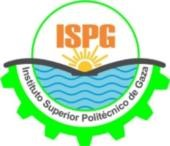 ISPG
Instituto Superior Politécnico de Gaza